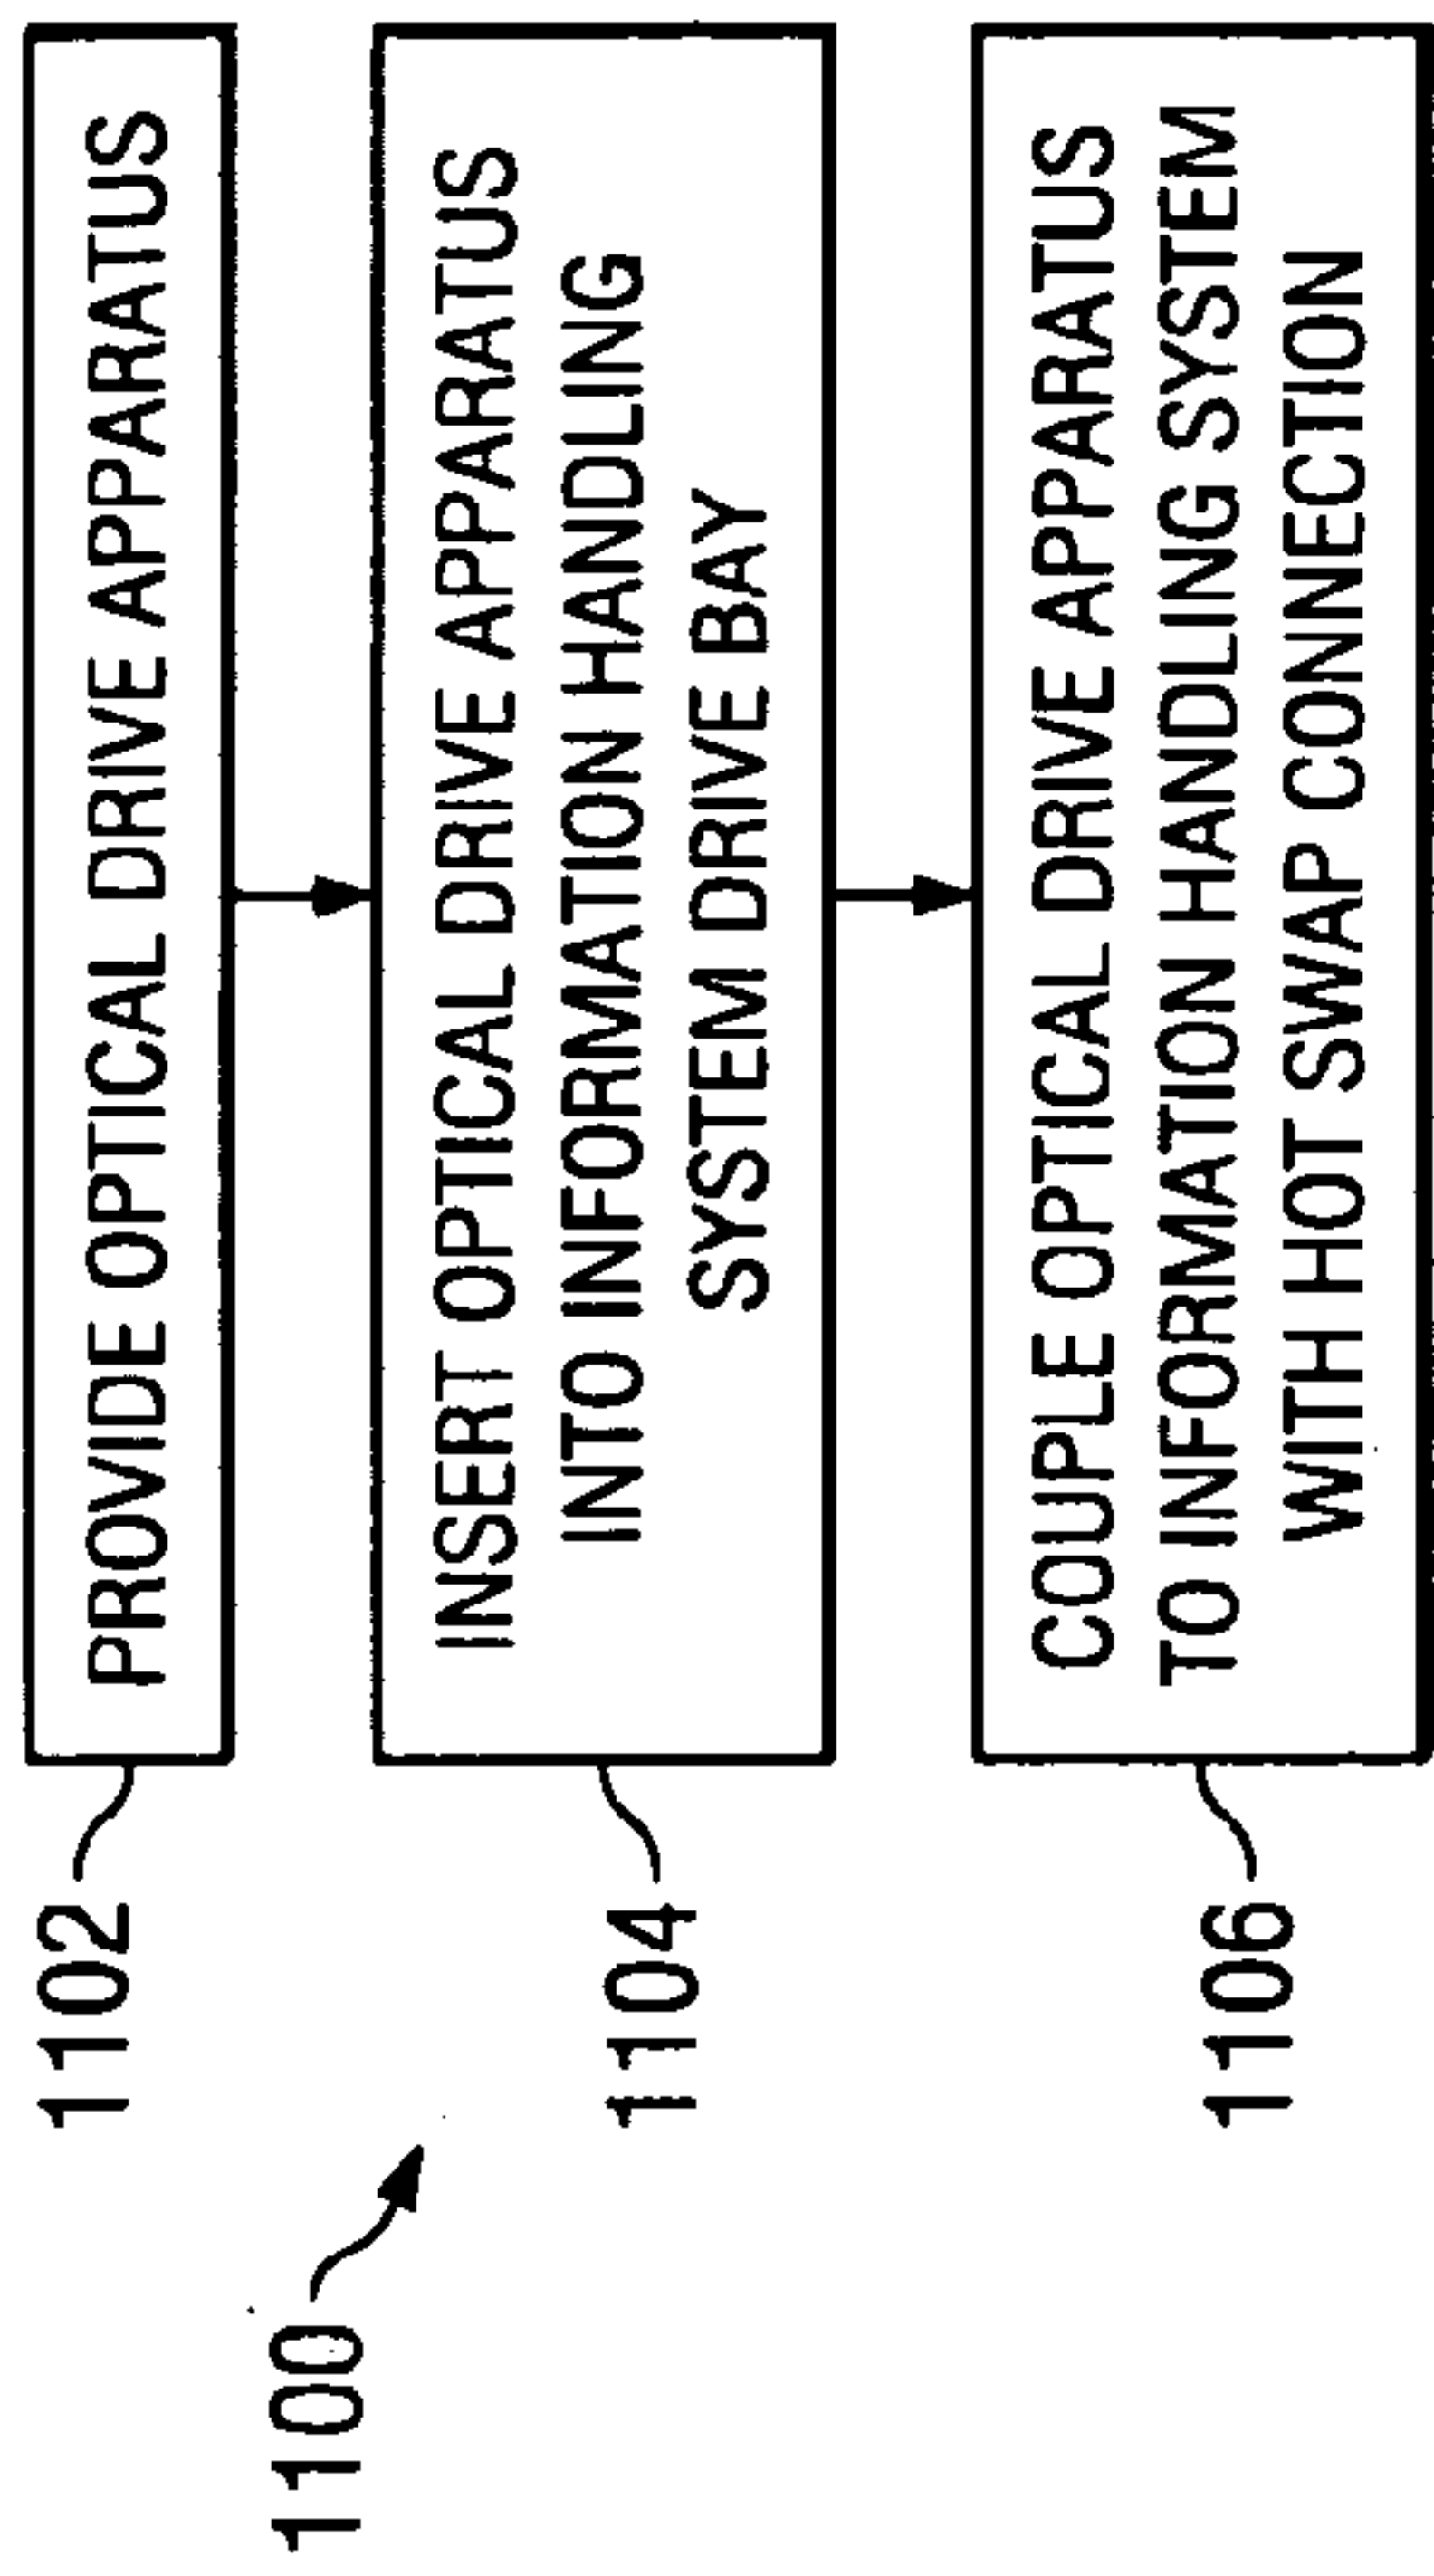 1102
PROVIDE OPTICAL DRIVE APPARATUS
1100
1104
INSERT OPTICAL DRIVE APPARATUS
INTO INFORMATION HANDLING
SYSTEM DRIVE BAY
1106
COUPLE OPTICAL DRIVE APPARATUS
TO INFORMATION HANDLING SYSTEM
WITH HOT SWAP CONNECTION